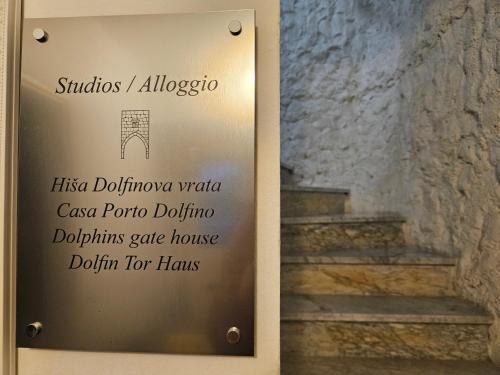 Studios / Alloggio
Hiša Dolfinova vrata
Casa Porto Dolfino
Dolphins gate house
Dolfin Tor Haus